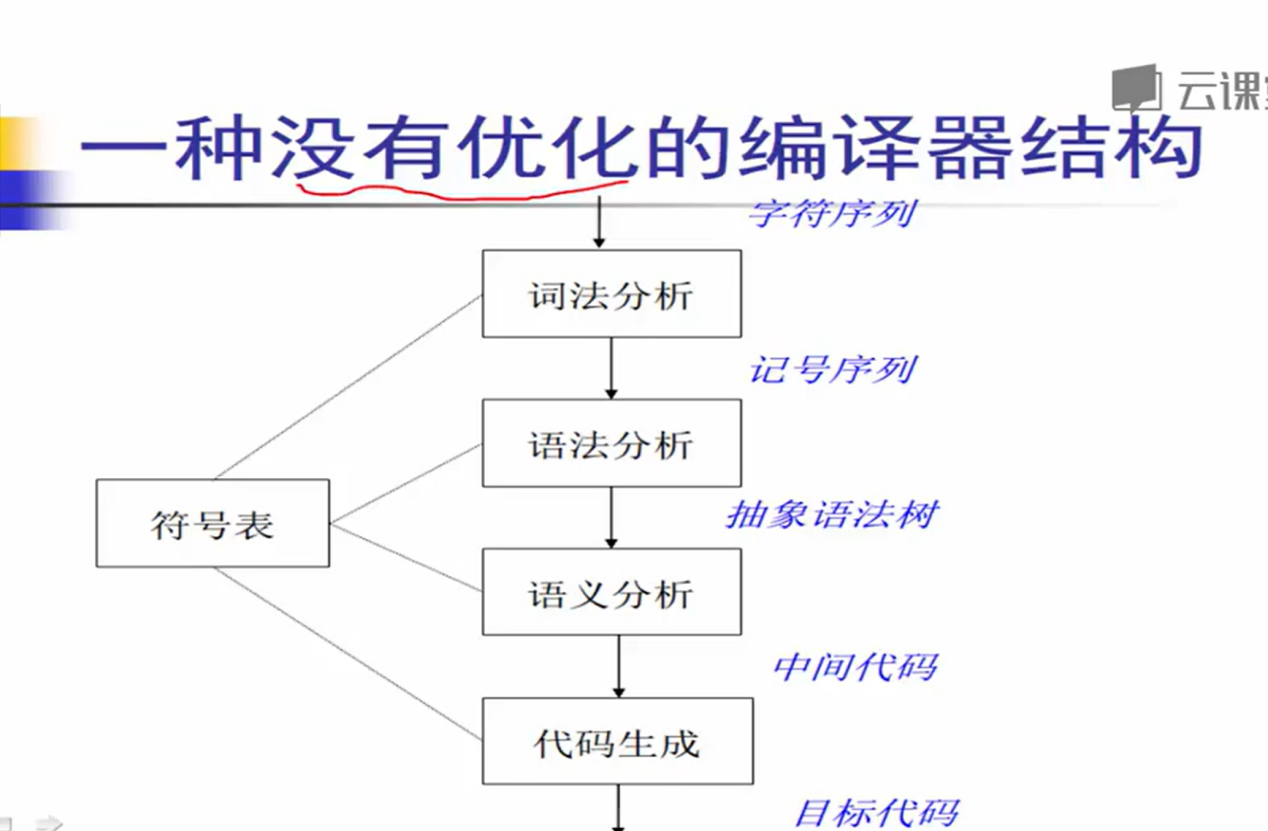 云课
一种没有优化的编译器结构
字符序列
词法分析
记号序列
语法分析
抽象语法树
符号表
语义分析
中间代码
代码生成
目标代码